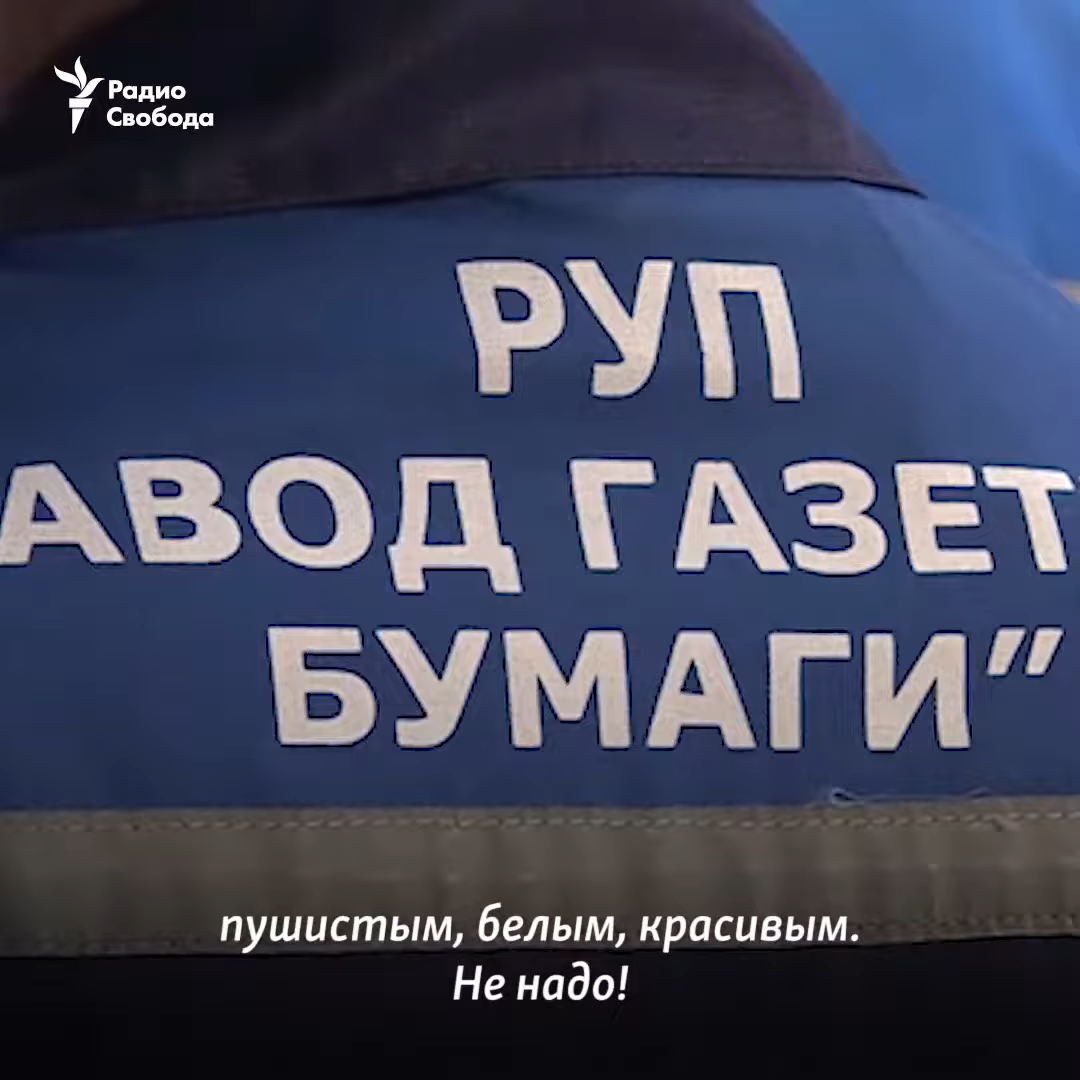 Радио
Свобода
РУП
АВОД ГАЗЕТ
БУМАГИ”
пушистым, белым, красивым.
Не надо!